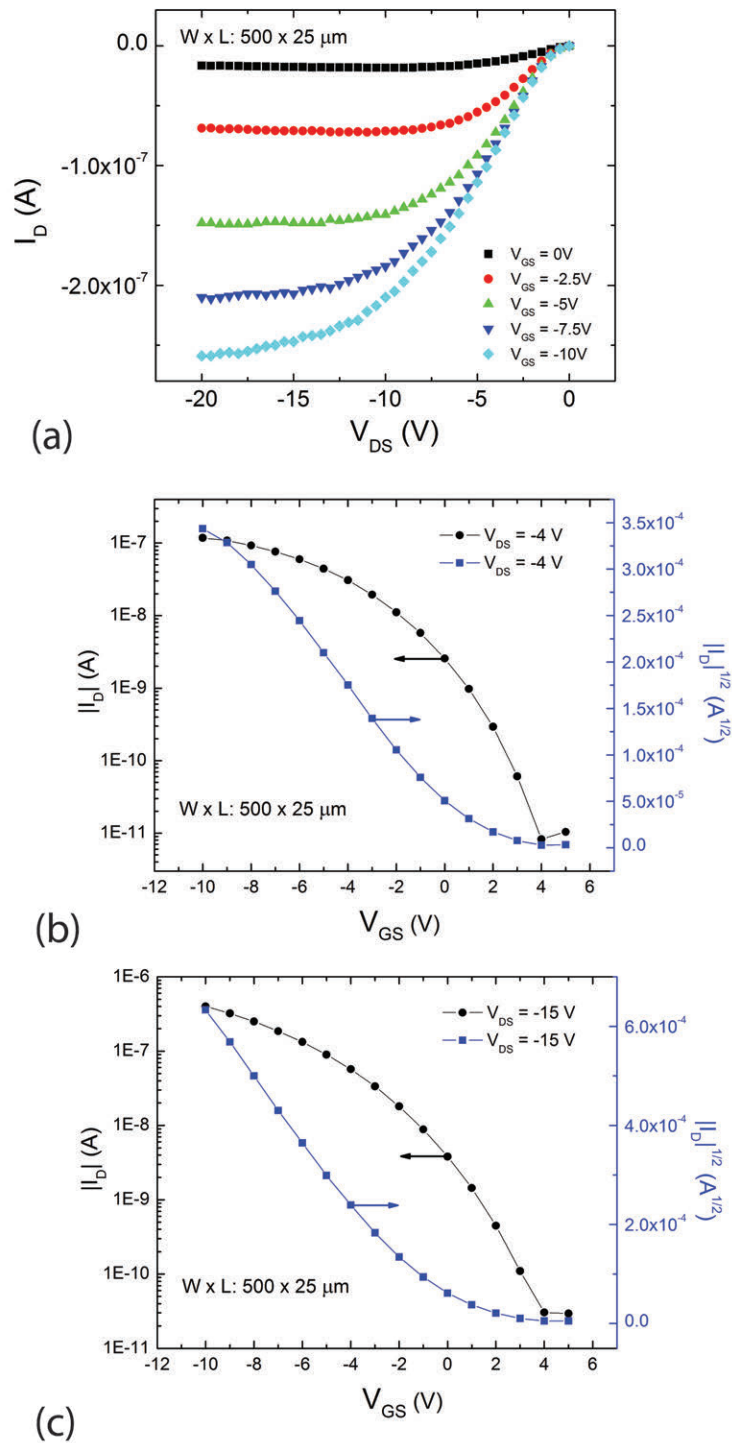 W x L: 500 x 25 μm
0.0
-1.0x10⁻⁷
-2.0x10⁻⁷
I_D (A)
V_GS = 0V
V_GS = -2.5V
V_GS = -5V
V_GS = -7.5V
V_GS = -10V
-20 -15 -10 -5 0
V_DS (V)
(a)
V_DS = -4 V
V_DS = -4 V
1E-7
1E-8
1E-9
1E-10
1E-11
|I_D| (A)
3.5x10⁻⁴
3.0x10⁻⁴
2.5x10⁻⁴
2.0x10⁻⁴
1.5x10⁻⁴
1.0x10⁻⁴
5.0x10⁻⁵
0.0
|I_D|^1/2 (A^1/2)
W x L: 500 x 25 μm
-12 -10 -8 -6 -4 -2 0 2 4 6
V_GS (V)
(b)
V_DS = -15 V
V_DS = -15 V
1E-6
1E-7
1E-8
1E-9
1E-10
1E-11
|I_D| (A)
6.0x10⁻⁴
4.0x10⁻⁴
2.0x10⁻⁴
0.0
|I_D|^1/2 (A^1/2)
W x L: 500 x 25 μm
-12 -10 -8 -6 -4 -2 0 2 4 6
V_GS (V)
(c)